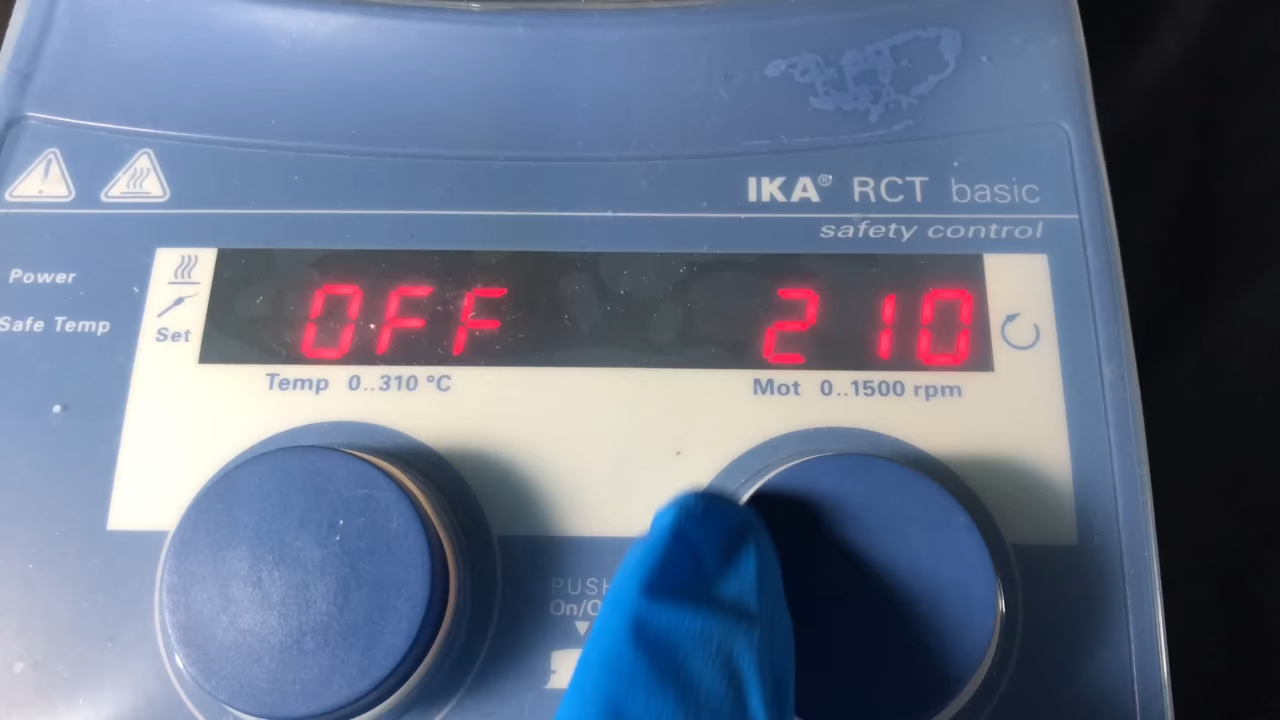 IKA® RCT basic
safety control
Power
Safe Temp
Set
OFF 210
Temp 0..310 °C
Mot 0..1500 rpm
PUSH